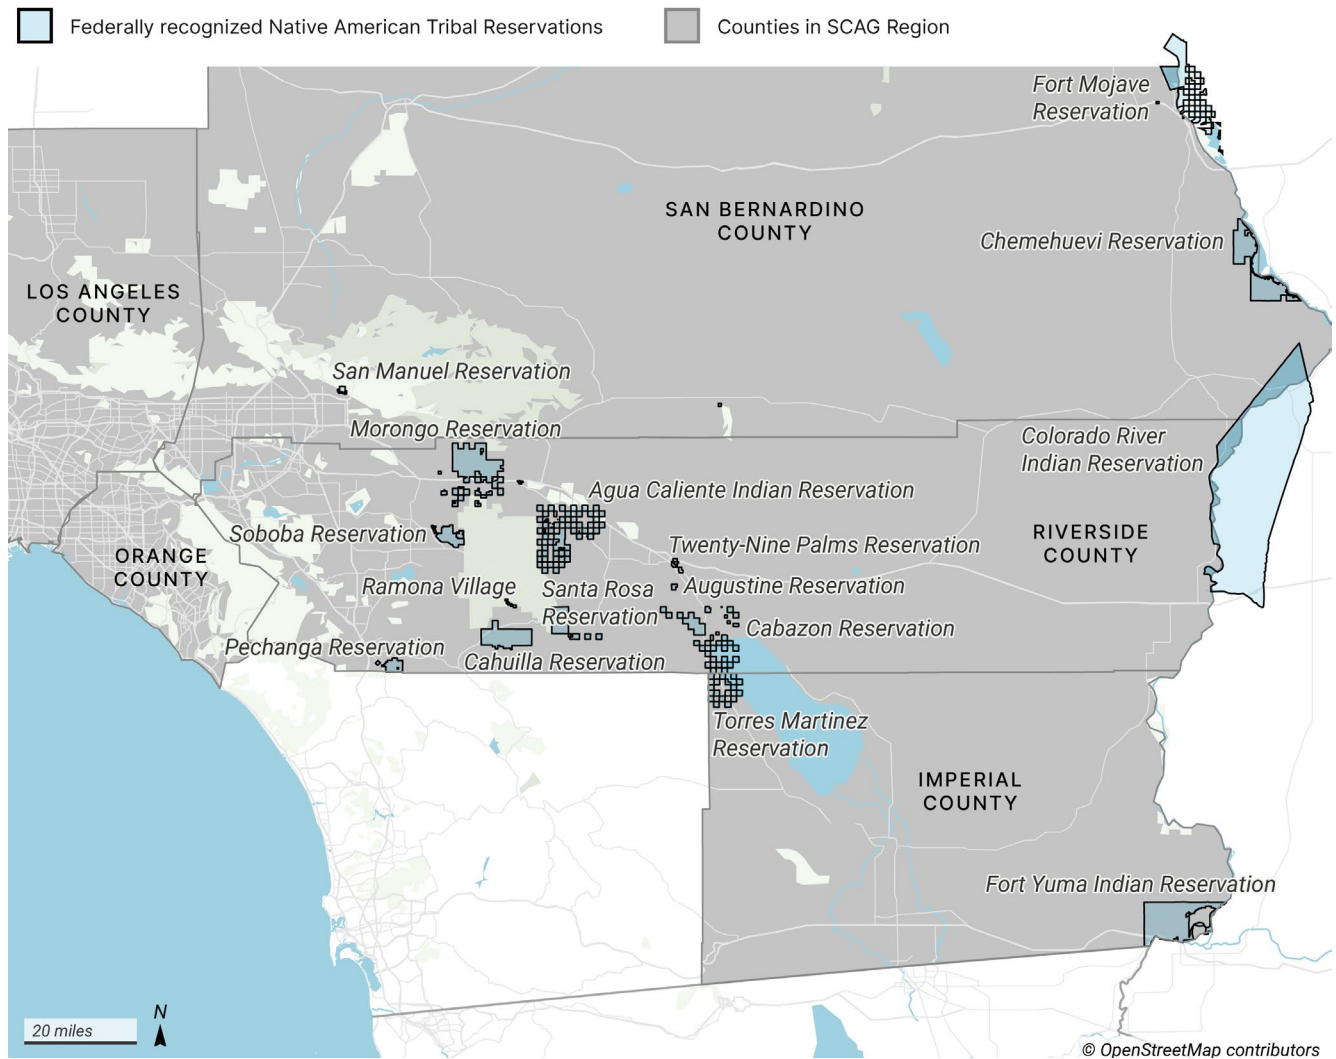 Federally recognized Native American Tribal Reservations
Counties in SCAG Region
Fort Mojave
Reservation
SAN BERNARDINO
COUNTY
Chemehuevi Reservation
LOS ANGELES
COUNTY
San Manuel Reservation
Morongo Reservation
Colorado River
Indian Reservation
Agua Caliente Indian Reservation
Soboba Reservation
RIVERSIDE
COUNTY
ORANGE
COUNTY
Twenty-Nine Palms Reservation
Ramona Village
Santa Rosa
Reservation
Augustine Reservation
Cabazon Reservation
Pechanga Reservation
Cahuilla Reservation
Torres Martinez
Reservation
IMPERIAL
COUNTY
Fort Yuma Indian Reservation
N
20 miles
© OpenStreetMap contributors